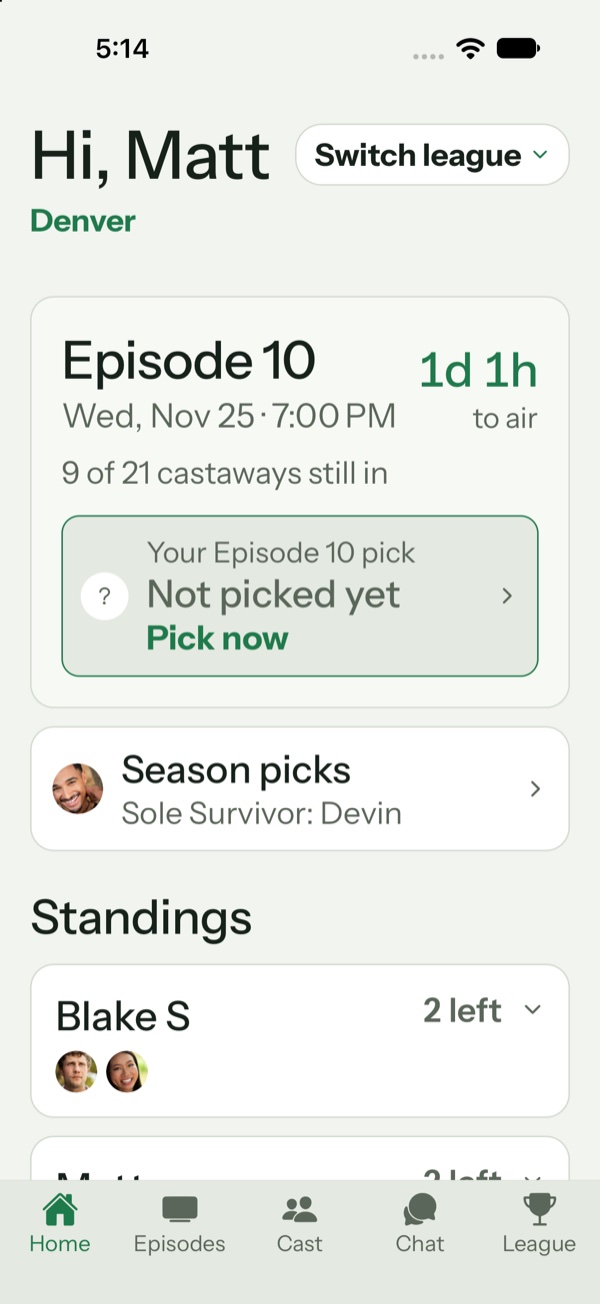 5:14
Hi, Matt
Switch league
Denver
Episode 10
1d 1h
Wed, Nov 25 · 7:00 PM
to air
9 of 21 castaways still in
Your Episode 10 pick
?
Not picked yet
Pick now
Season picks
Sole Survivor: Devin
Standings
Blake S
2 left
2 left
Home
Episodes
Cast
Chat
League